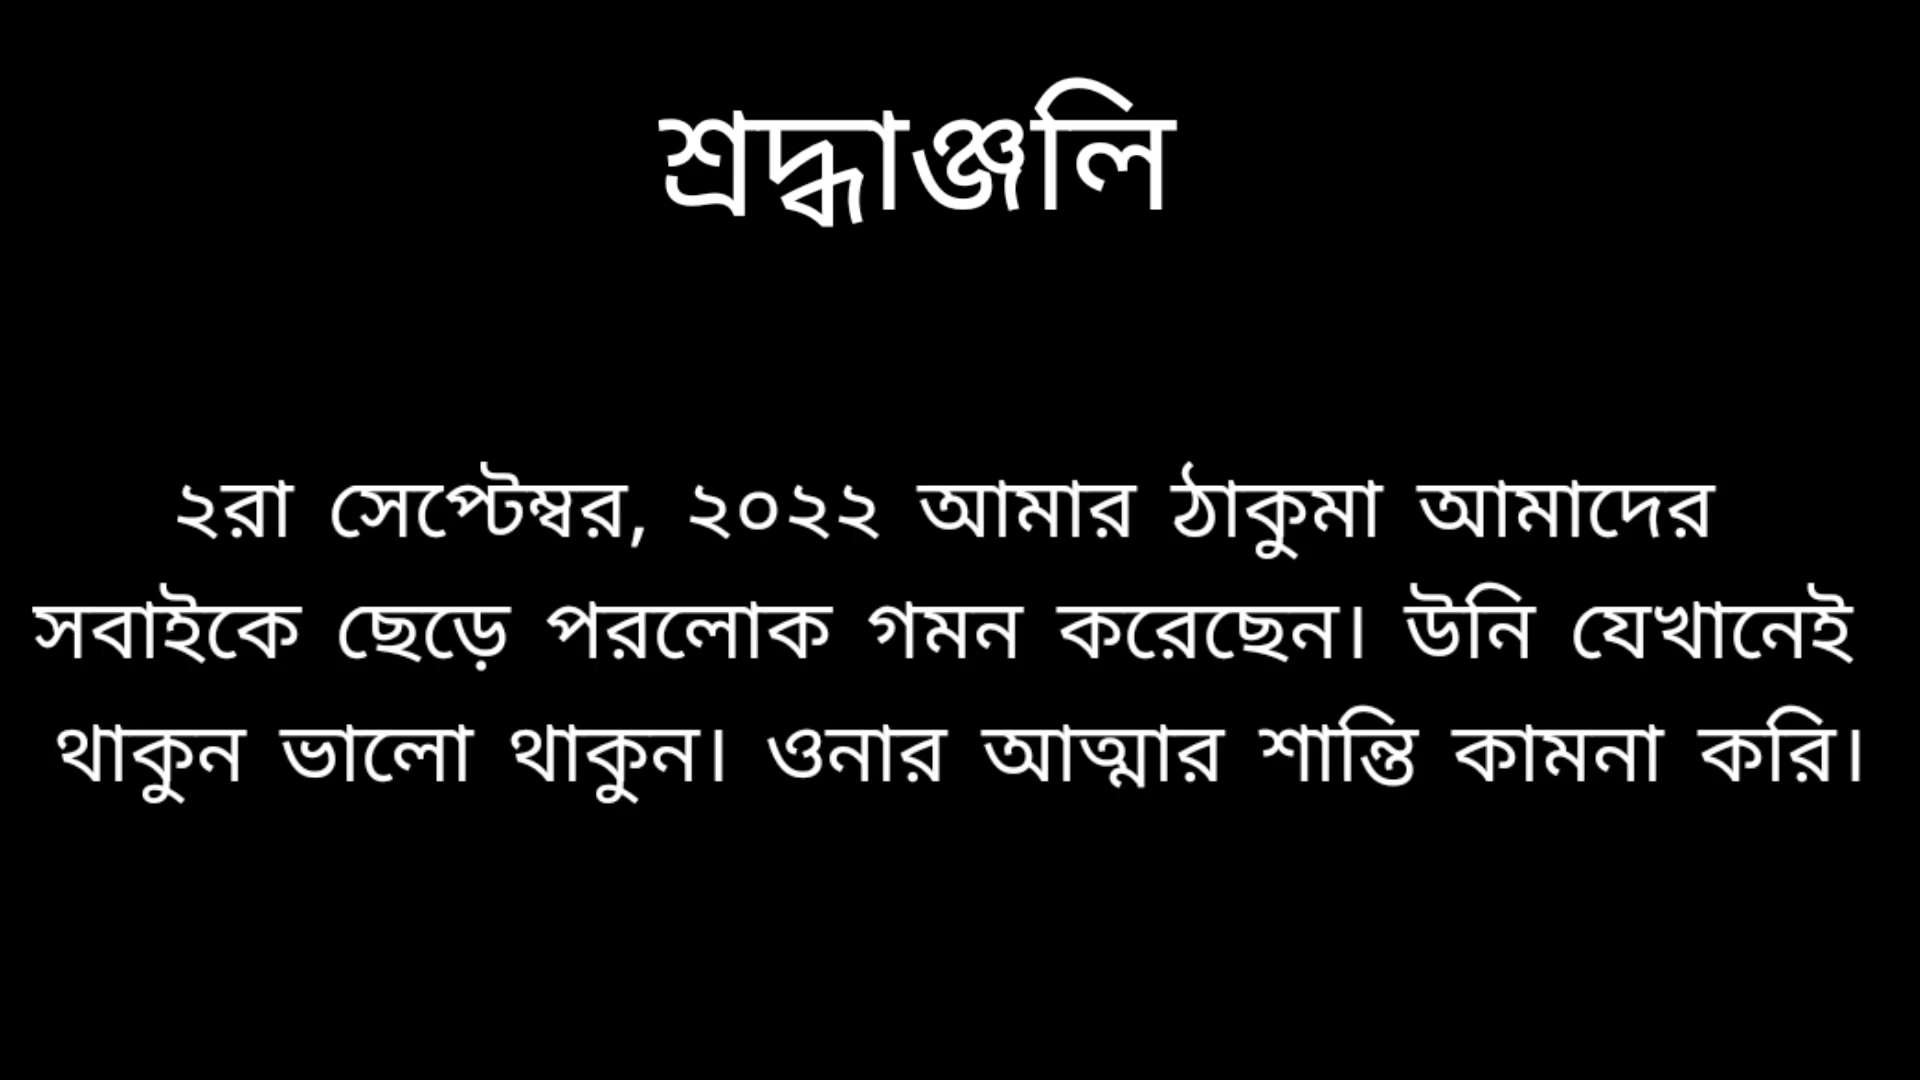 শ্রদ্ধাঞ্জলি
২রা সেপ্টেম্বর, ২০২২ আমার ঠাকুমা আমাদের
সবাইকে ছেড়ে পরলোক গমন করেছেন। উনি যেখানেই
থাকুন ভালো থাকুন। ওনার আত্মার শান্তি কামনা করি।